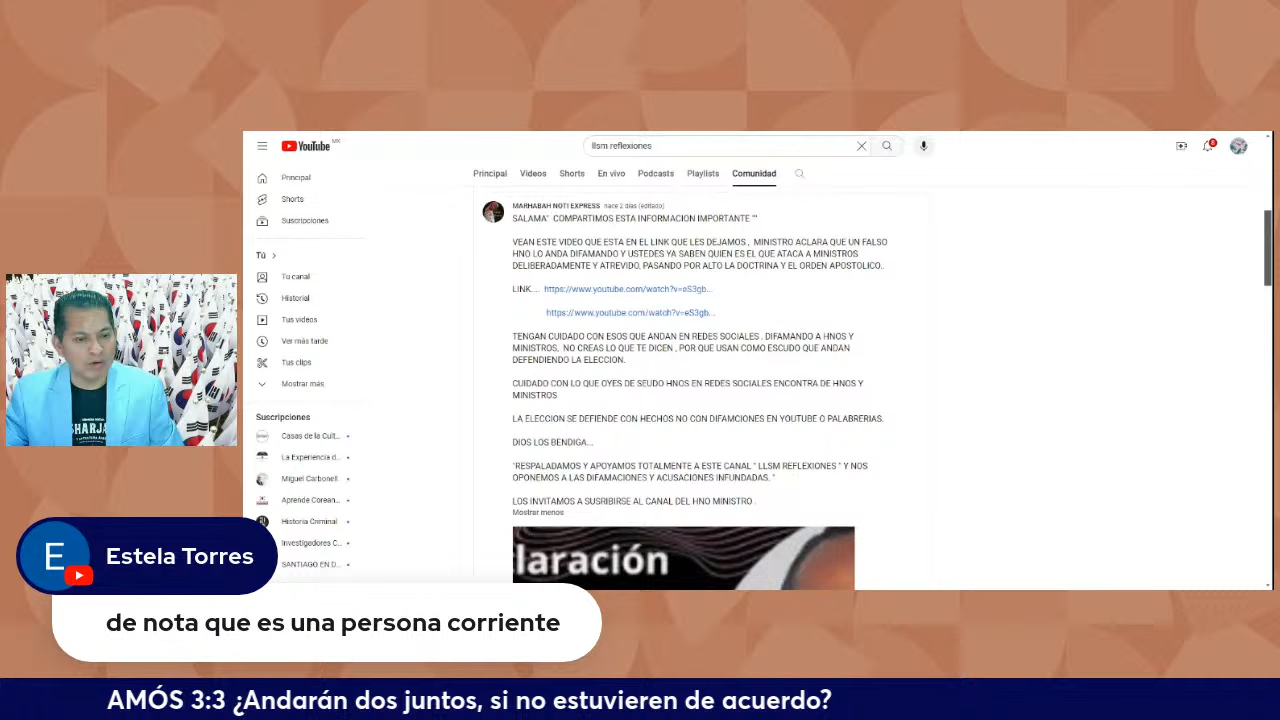 YouTube MX
llsm reflexiones
8
Principal
Shorts
Suscripciones
Tú
Tu canal
Historial
Tus videos
Ver más tarde
Tus clips
Mostrar más
Suscripciones
Casas de la Cult...
La Experiencia d...
Miguel Carbonell
Aprende Corean...
Historia Criminal
Investigadores C...
SANTIAGO EN D...
Principal Videos Shorts En vivo Podcasts Playlists Comunidad
MARHABAH NOTI EXPRESS hace 2 días (editado)
SALAMA" COMPARTIMOS ESTA INFORMACION IMPORTANTE ""
VEAN ESTE VIDEO QUE ESTA EN EL LINK QUE LES DEJAMOS , MINISTRO ACLARA QUE UN FALSO
HNO LO ANDA DIFAMANDO Y USTEDES YA SABEN QUIEN ES EL QUE ATACA A MINISTROS
DELIBERADAMENTE Y ATREVIDO, PASANDO POR ALTO LA DOCTRINA Y EL ORDEN APOSTOLICO..
LINK.... https://www.youtube.com/watch?v=eS3gb...
https://www.youtube.com/watch?v=eS3gb...
TENGAN CUIDADO CON ESOS QUE ANDAN EN REDES SOCIALES . DIFAMANDO A HNOS Y
MINISTROS, NO CREAS LO QUE TE DICEN , POR QUE USAN COMO ESCUDO QUE ANDAN
DEFENDIENDO LA ELECCION.
CUIDADO CON LO QUE OYES DE SEUDO HNOS EN REDES SOCIALES ENCONTRA DE HNOS Y
MINISTROS
LA ELECCION SE DEFIENDE CON HECHOS NO CON DIFAMCIONES EN YOUTUBE O PALABRERIAS.
DIOS LOS BENDIGA...
"RESPALDAMOS Y APOYAMOS TOTALMENTE A ESTE CANAL " LLSM REFLEXIONES " Y NOS
OPONEMOS A LAS DIFAMACIONES Y ACUSACIONES INFUNDADAS. "
LOS INVITAMOS A SUSRIBIRSE AL CANAL DEL HNO MINISTRO .
Mostrar menos
laración
SHARJA
E
Estela Torres
de nota que es una persona corriente
AMÓS 3:3 ¿Andarán dos juntos, si no estuvieren de acuerdo?